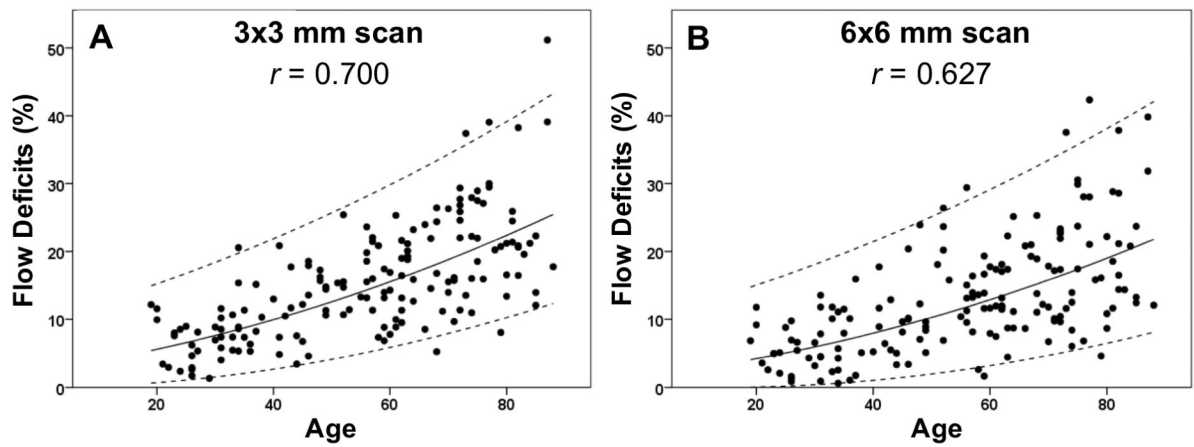 A
3x3 mm scan
r = 0.700
Flow Deficits (%)
50
40
30
20
10
0
20 40 60 80
Age
B
6x6 mm scan
r = 0.627
Flow Deficits (%)
50
40
30
20
10
0
20 40 60 80
Age